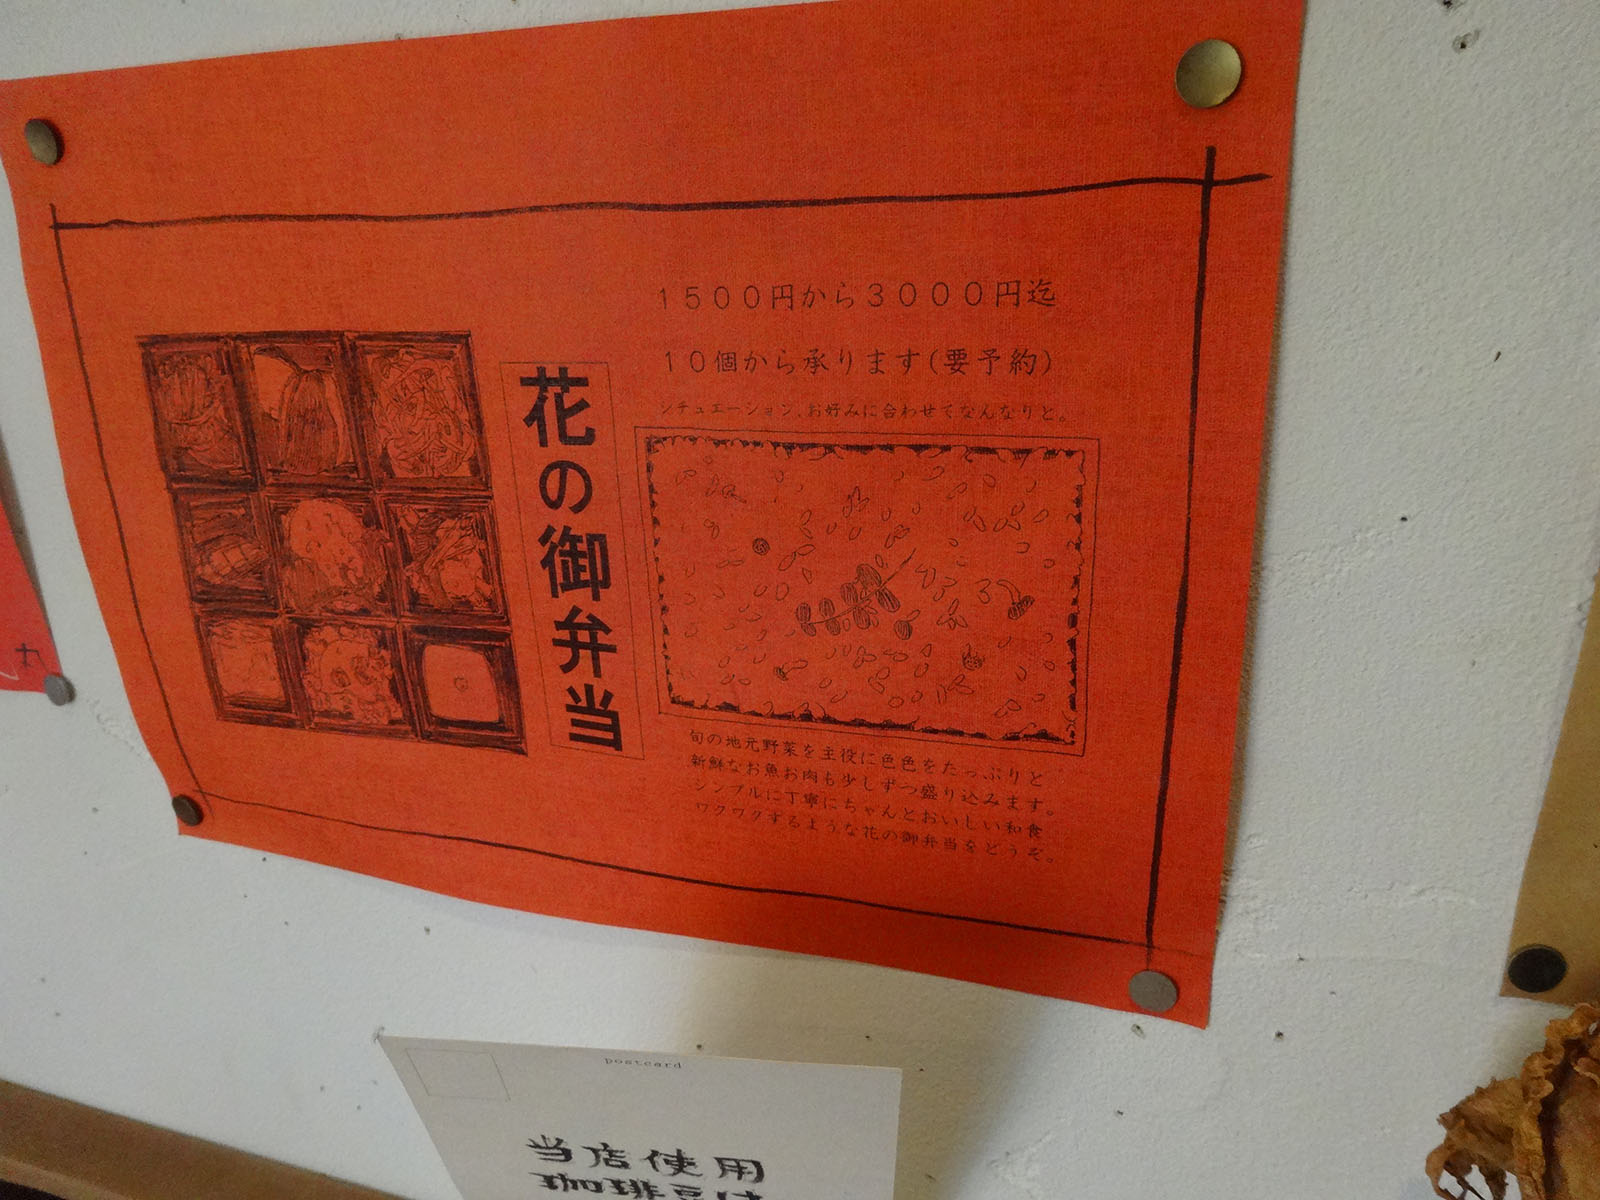 1500円から3000円迄
10個から承ります(要予約)
シチュエーション、お好みに合わせてなんなりと。
花の御弁当
旬の地元野菜を主役に色色をたっぷりと
新鮮なお魚お肉も少しずつ盛り込みます。
シンプルに丁寧にちゃんとおいしい和食
ワクワクするような花の御弁当をどうぞ。
postcard
当店使用
珈琲豆は